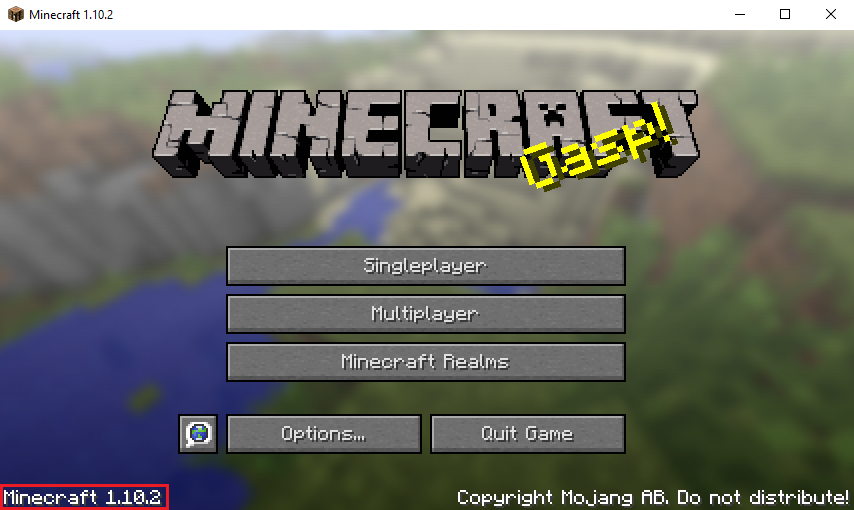 Minecraft 1.10.2
MINECRAFT
Gasp!
Singleplayer
Multiplayer
Minecraft Realms
Options...
Quit Game
Minecraft 1.10.2
Copyright Mojang AB. Do not distribute!